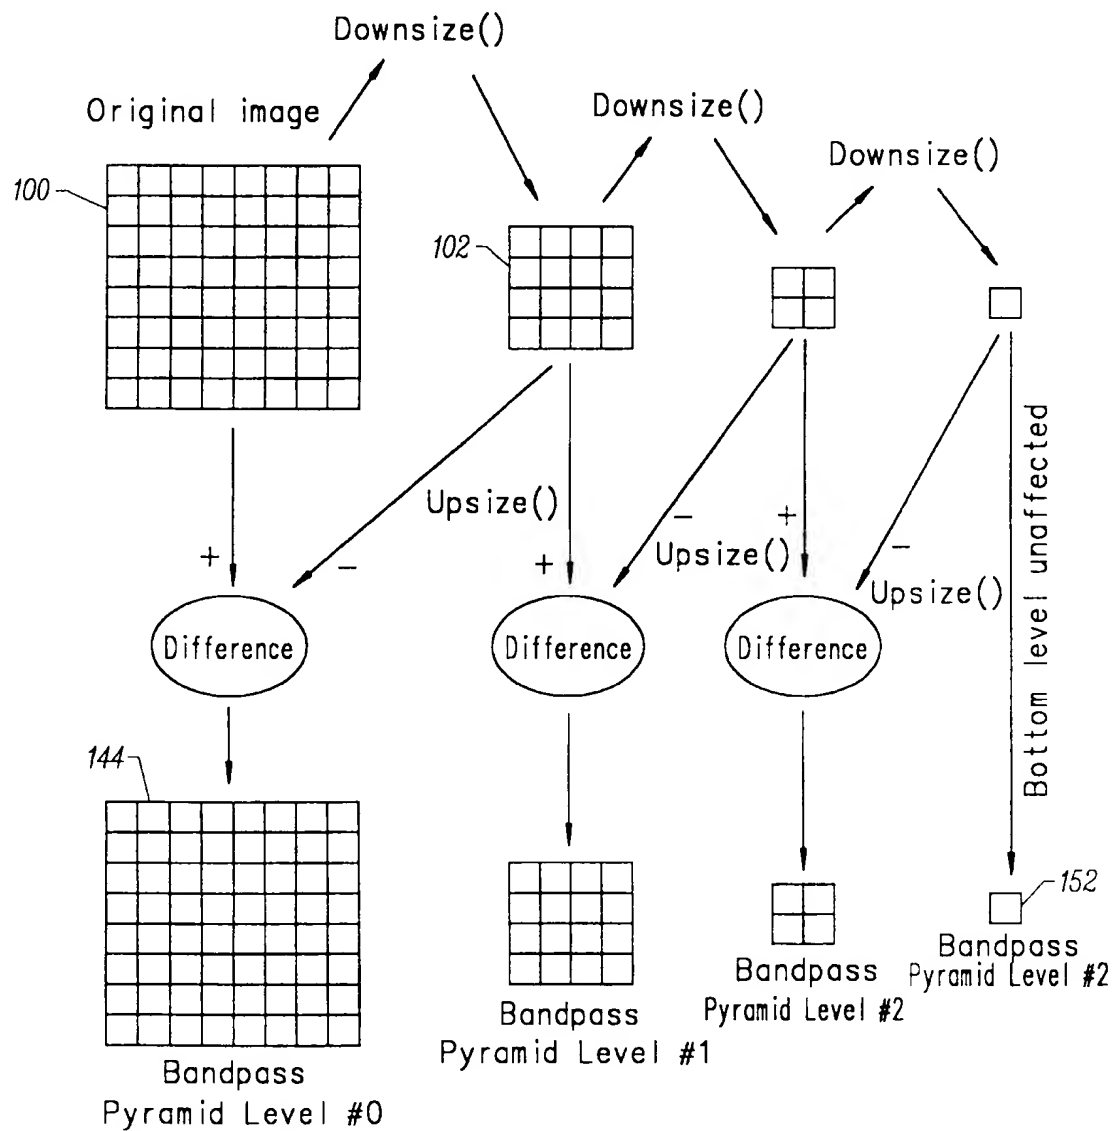 Downsize()
Original image
Downsize()
Downsize()
100
102
Bottom level unaffected
Upsize()
+
−
+
−
Upsize()
+
−
Upsize()
Difference
Difference
Difference
144
152
Bandpass
Pyramid Level #0
Bandpass
Pyramid Level #1
Bandpass
Pyramid Level #2
Bandpass
Pyramid Level #2